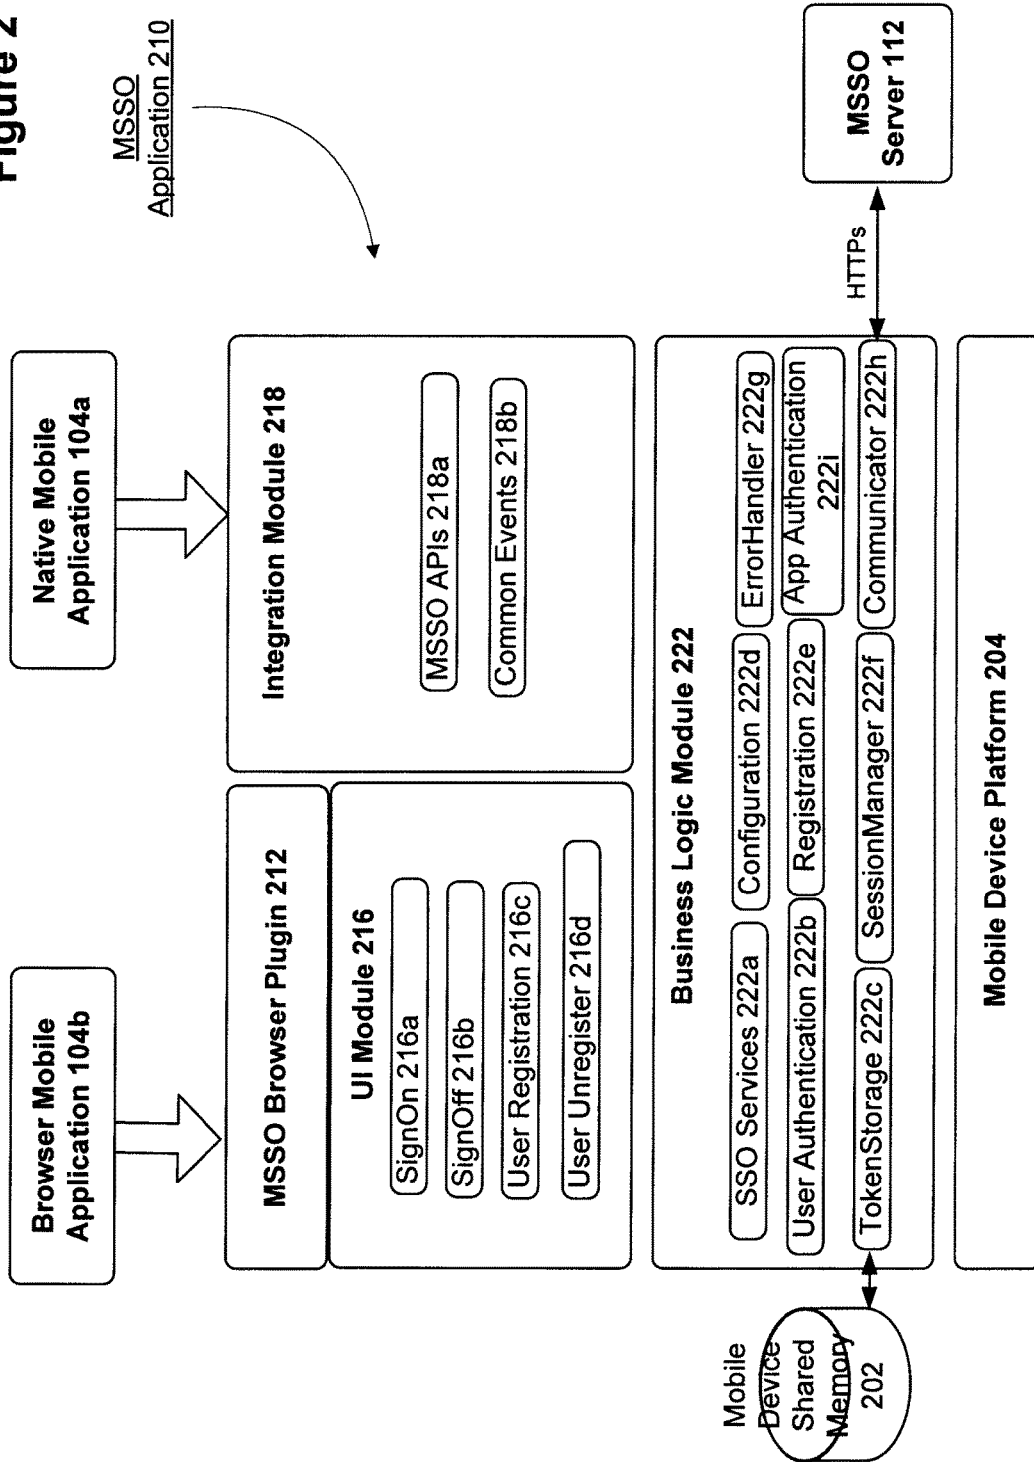 Figure 2
MSSO
Application 210
Browser Mobile
Application 104b
Native Mobile
Application 104a
MSSO Browser Plugin 212
UI Module 216
SignOn 216a
SignOff 216b
User Registration 216c
User Unregister 216d
Integration Module 218
MSSO APIs 218a
Common Events 218b
Business Logic Module 222
SSO Services 222a
Configuration 222d
ErrorHandler 222g
User Authentication 222b
Registration 222e
App Authentication
222i
TokenStorage 222c
SessionManager 222f
Communicator 222h
HTTPs
MSSO
Server 112
Mobile
Device
Shared
Memory
202
Mobile Device Platform 204